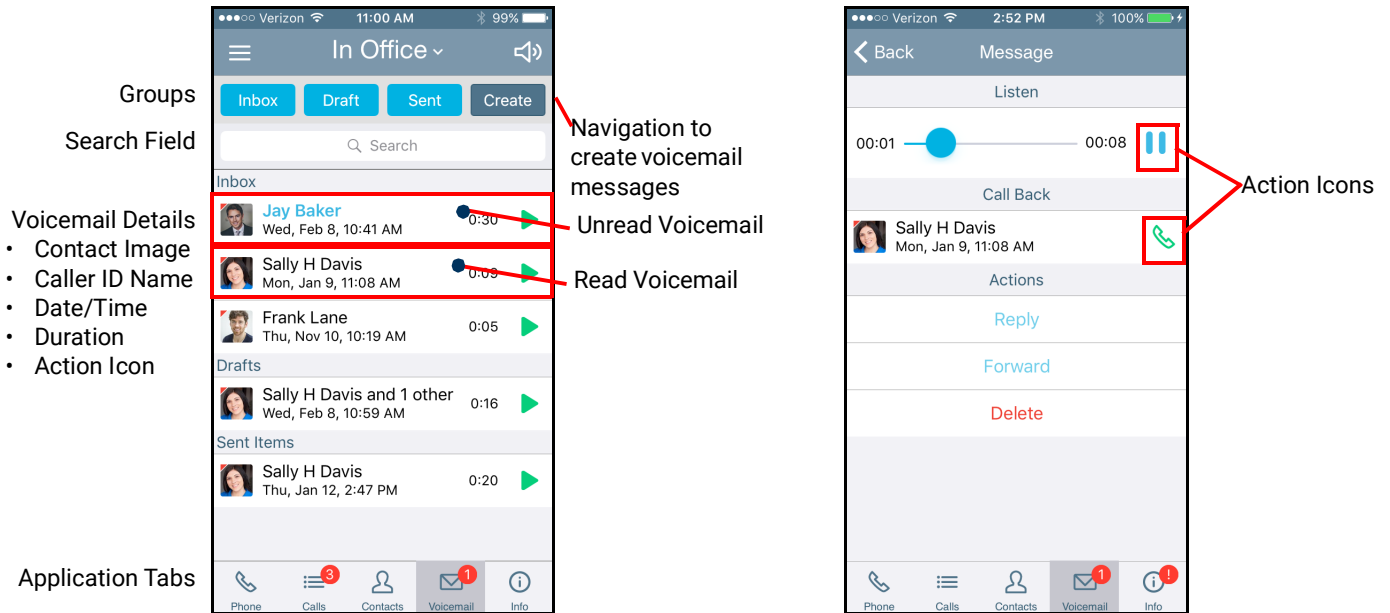 Verizon 11:00 AM 99%
In Office
Groups
Inbox Draft Sent Create
Search Field
Search
Navigation to
create voicemail
messages
Inbox
Voicemail Details
• Contact Image
• Caller ID Name
• Date/Time
• Duration
• Action Icon
Jay Baker
Wed, Feb 8, 10:41 AM
0:30
Unread Voicemail
Sally H Davis
Mon, Jan 9, 11:08 AM
0:09
Read Voicemail
Frank Lane
Thu, Nov 10, 10:19 AM
0:05
Drafts
Sally H Davis and 1 other
Wed, Feb 8, 10:59 AM
0:16
Sent Items
Sally H Davis
Thu, Jan 12, 2:47 PM
0:20
Application Tabs
3 1
Phone Calls Contacts Voicemail Info
Verizon 2:52 PM 100%
Back Message
Listen
00:01 00:08
Action Icons
Call Back
Sally H Davis
Mon, Jan 9, 11:08 AM
Actions
Reply
Forward
Delete
1 !
Phone Calls Contacts Voicemail Info